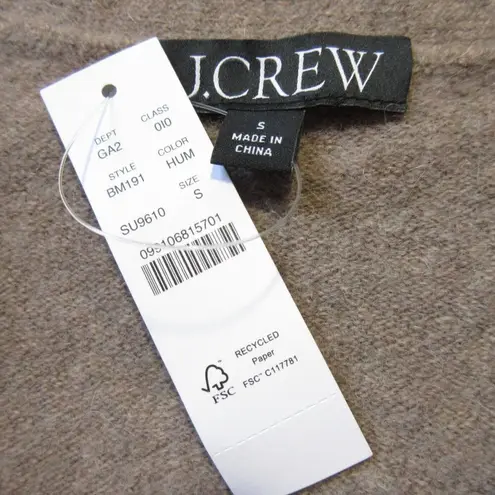 J.CREW
S
MADE IN
CHINA
DEPT CLASS
GA2 010
STYLE COLOR
BM191 HUM
SIZE
SU9610 S
099106815701
RECYCLED
Paper
FSC™ C117781
FSC